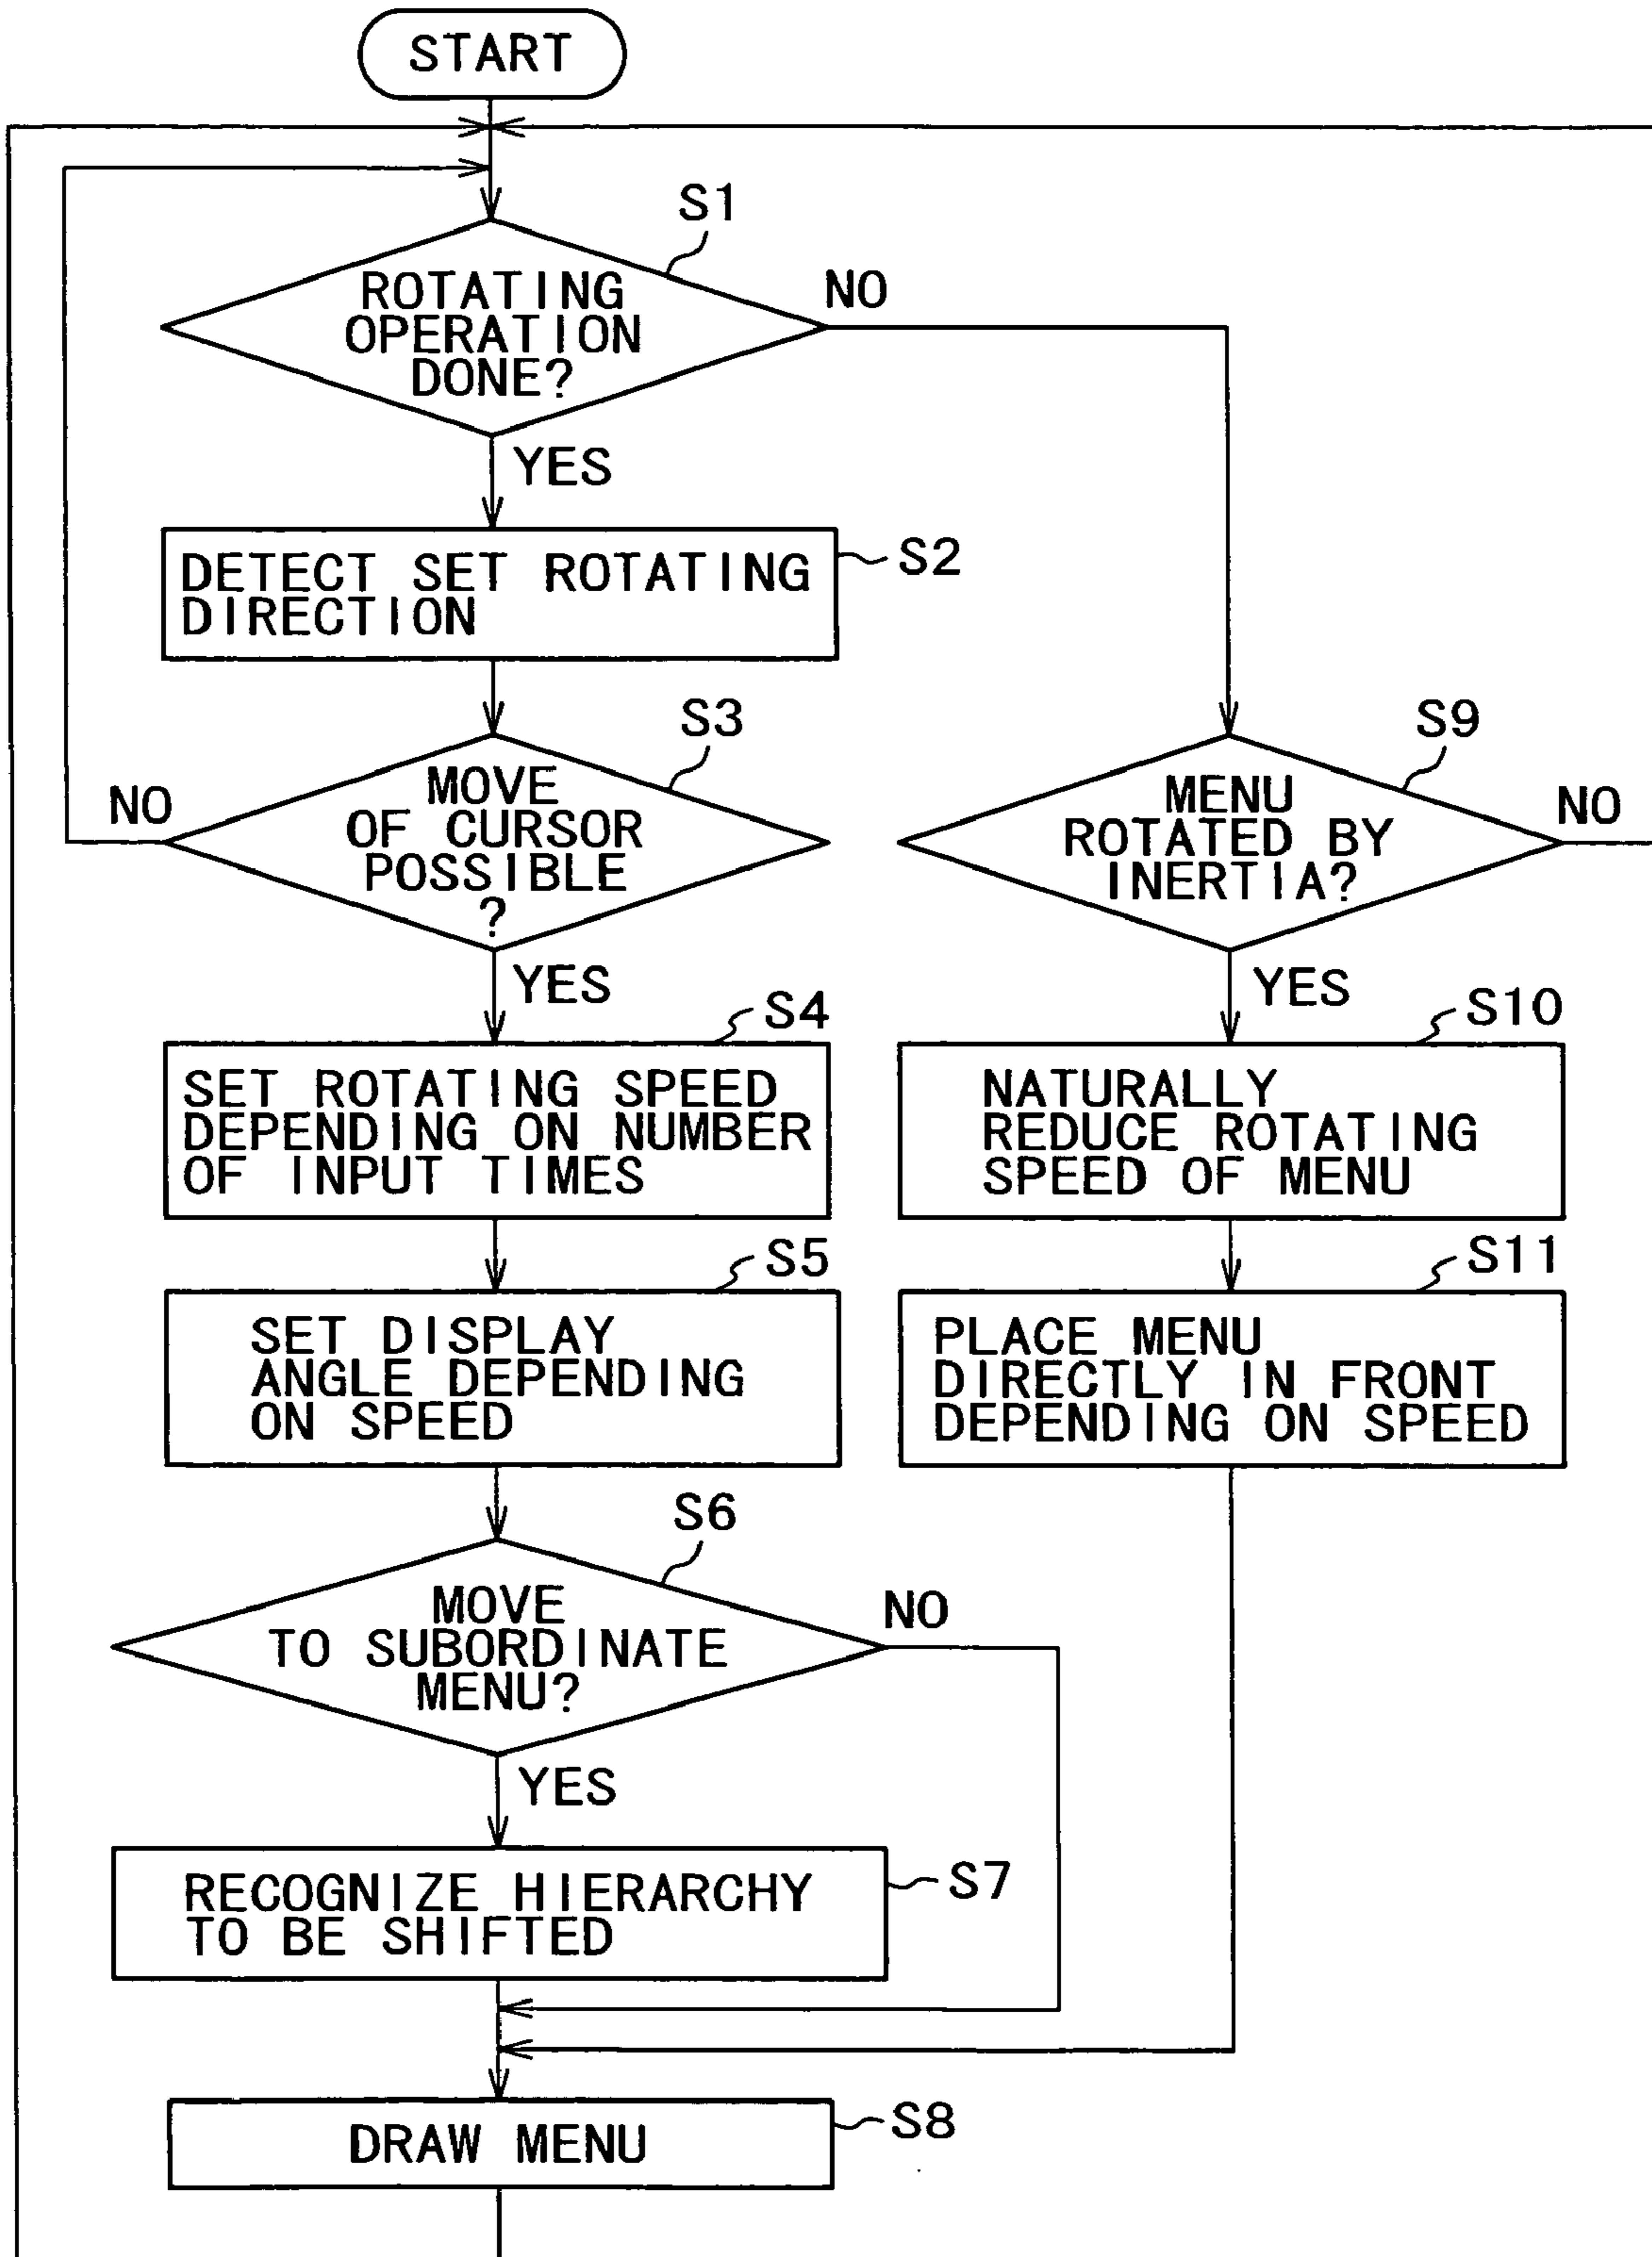 START
S1
ROTATING
OPERATION
DONE?
NO
YES
DETECT SET ROTATING
DIRECTION
S2
S3
MOVE
OF CURSOR
POSSIBLE
?
NO
YES
S9
MENU
ROTATED BY
INERTIA?
NO
YES
S4
SET ROTATING SPEED
DEPENDING ON NUMBER
OF INPUT TIMES
S10
NATURALLY
REDUCE ROTATING
SPEED OF MENU
S5
SET DISPLAY
ANGLE DEPENDING
ON SPEED
S11
PLACE MENU
DIRECTLY IN FRONT
DEPENDING ON SPEED
S6
MOVE
TO SUBORDINATE
MENU?
NO
YES
RECOGNIZE HIERARCHY
TO BE SHIFTED
S7
DRAW MENU
S8